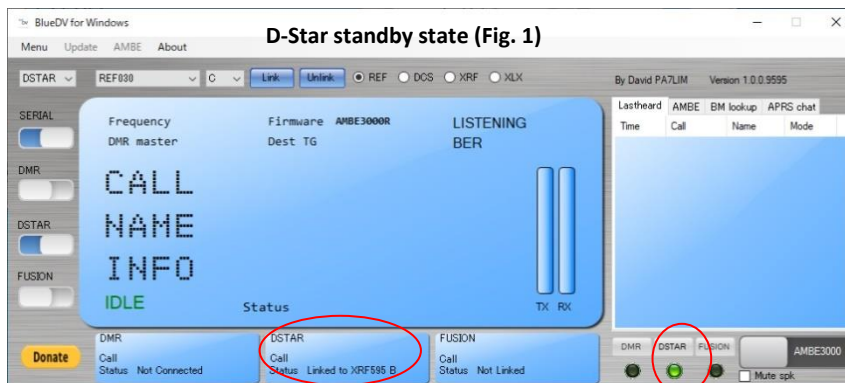 BlueDV for Windows
D-Star standby state (Fig. 1)
Menu Update AMBE About
DSTAR REF030 C Link Unlink REF DCS XRF XLX By David PA7LIM Version 1.0.0.9595
Lastheard AMBE BM lookup APRS chat
Time Call Name Mode
SERIAL
DMR
DSTAR
FUSION
Frequency Firmware AMBE3000R LISTENING
DMR master Dest TG BER
CALL
NAME
INFO
IDLE Status TX RX
Donate
DMR
Call
Status Not Connected
DSTAR
Call
Status Linked to XRF595 B
FUSION
Call
Status Not Linked
DMR DSTAR FUSION AMBE3000
Mute spk